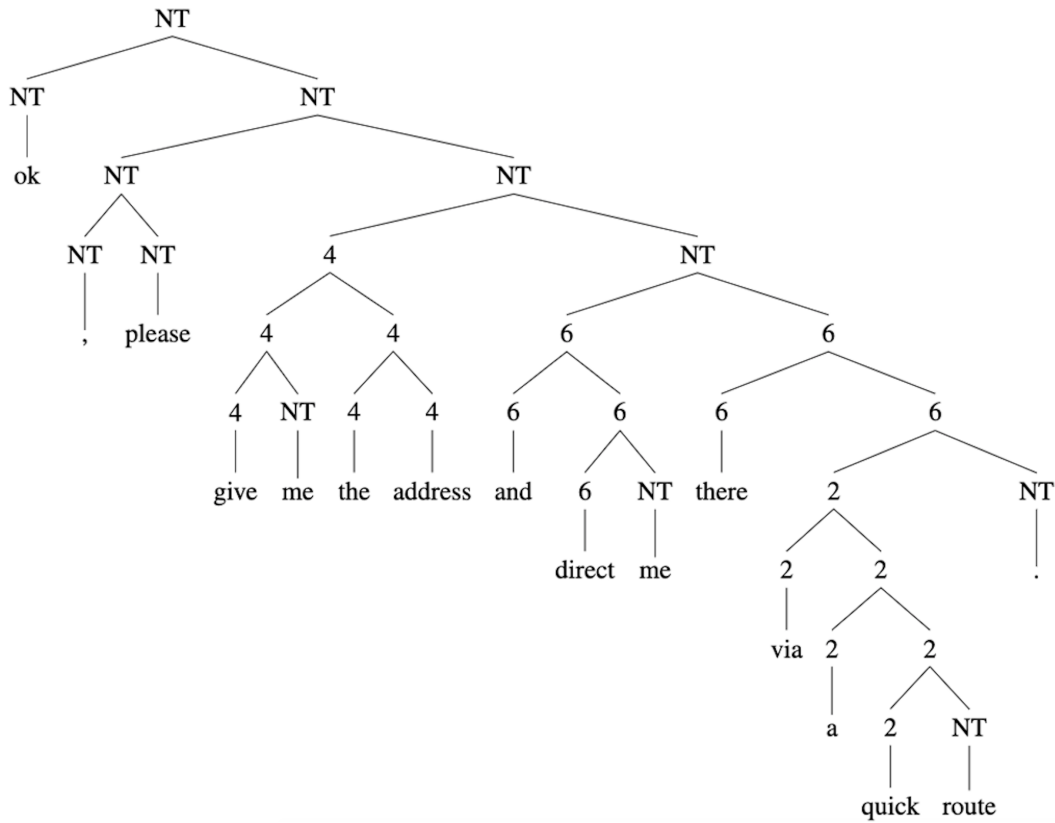 NT
NT NT
ok NT NT
NT NT 4 NT
, please 4 4 6 6
4 NT 4 4 6 6 6 6
give me the address and 6 NT there 2 NT
direct me 2 2 .
via 2 2
a 2 NT
quick route